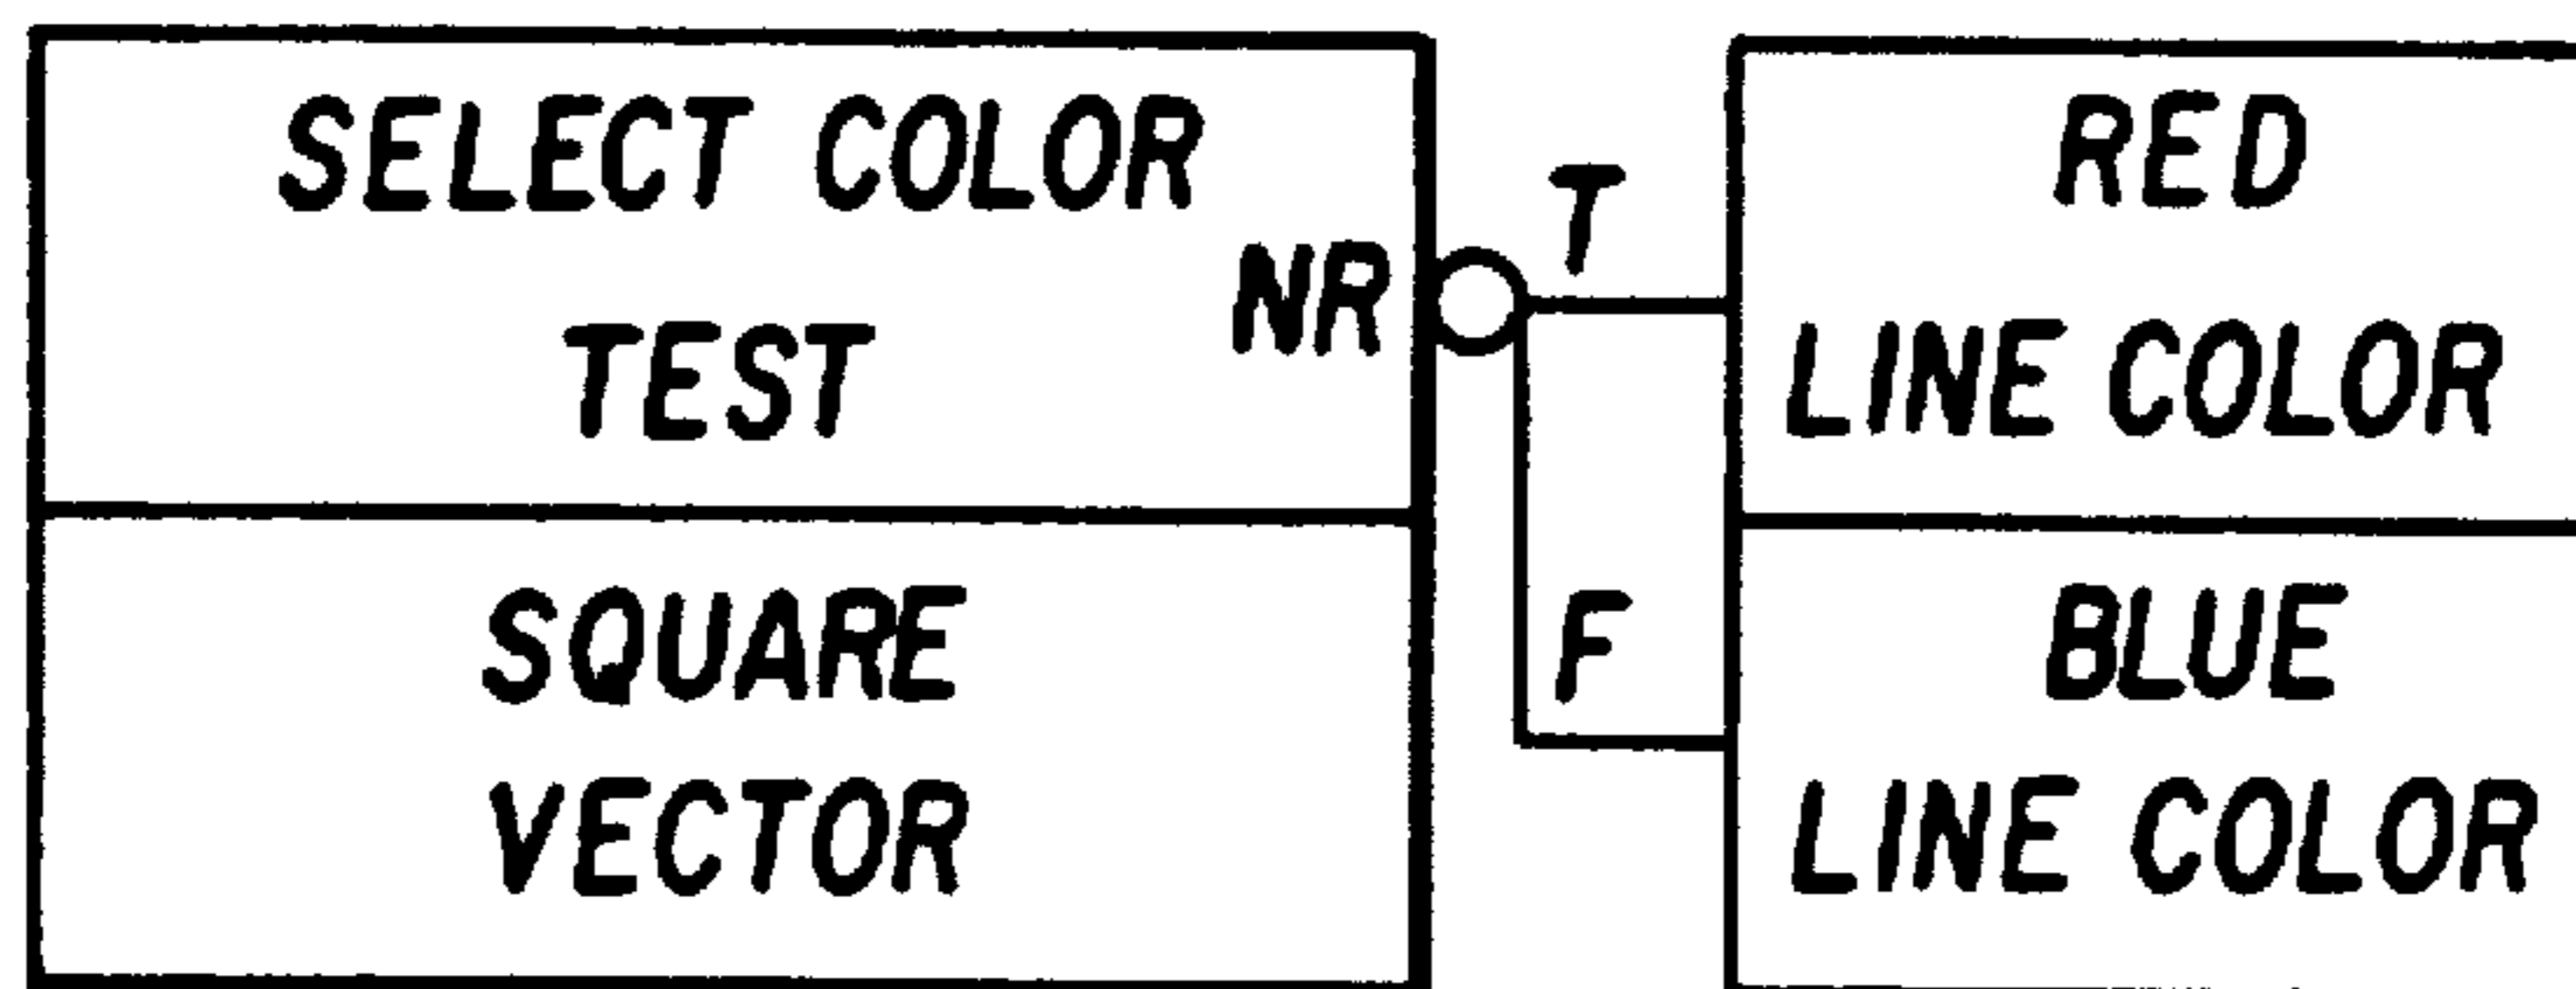 SELECT COLOR
TEST
NR
SQUARE
VECTOR
T
F
RED
LINE COLOR
BLUE
LINE COLOR